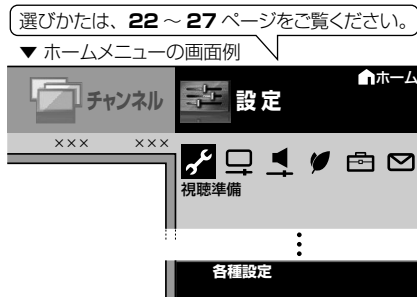 選びかたは、22～27ページをご覧ください。
▼ ホームメニューの画面例
ホーム
チャンネル
設定
××× ×××
視聴準備
各種設定